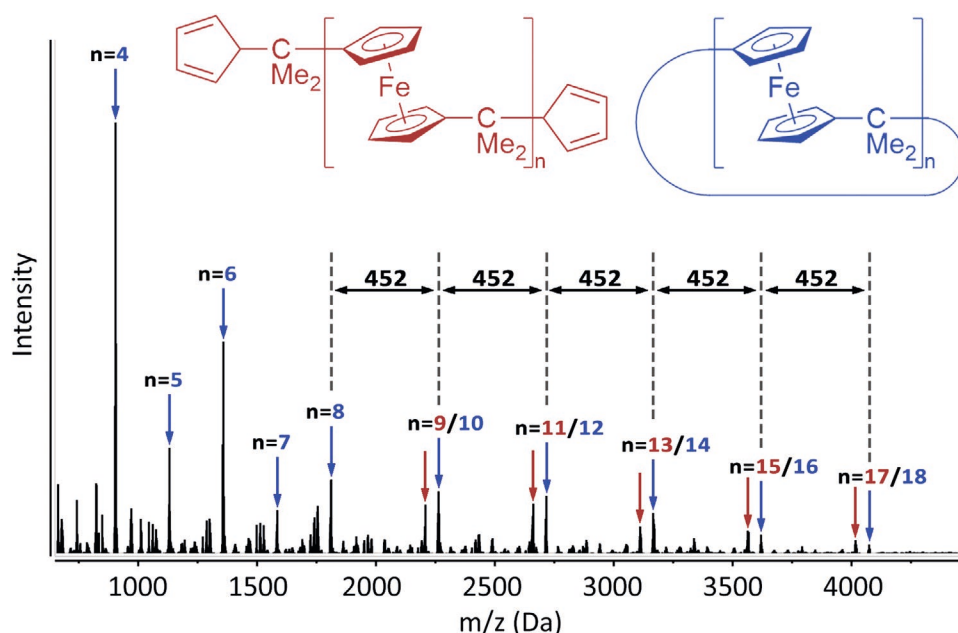 n=4
C
Me2
Fe
C
Me2
n
Fe
C
Me2
n
n=6
452 452 452 452 452
n=5
n=8
n=7
n=9/10
n=11/12
n=13/14
n=15/16
n=17/18
Intensity
1000 1500 2000 2500 3000 3500 4000
m/z (Da)